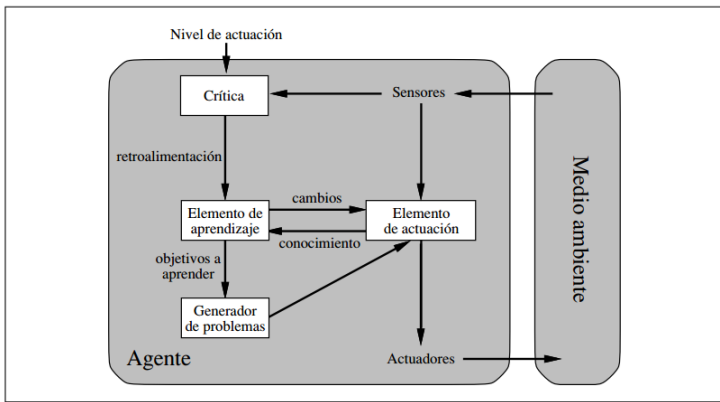 Nivel de actuación
Crítica
Sensores
retroalimentación
Elemento de
aprendizaje
cambios
conocimiento
Elemento
de actuación
objetivos a
aprender
Generador
de problemas
Agente
Actuadores
Medio ambiente